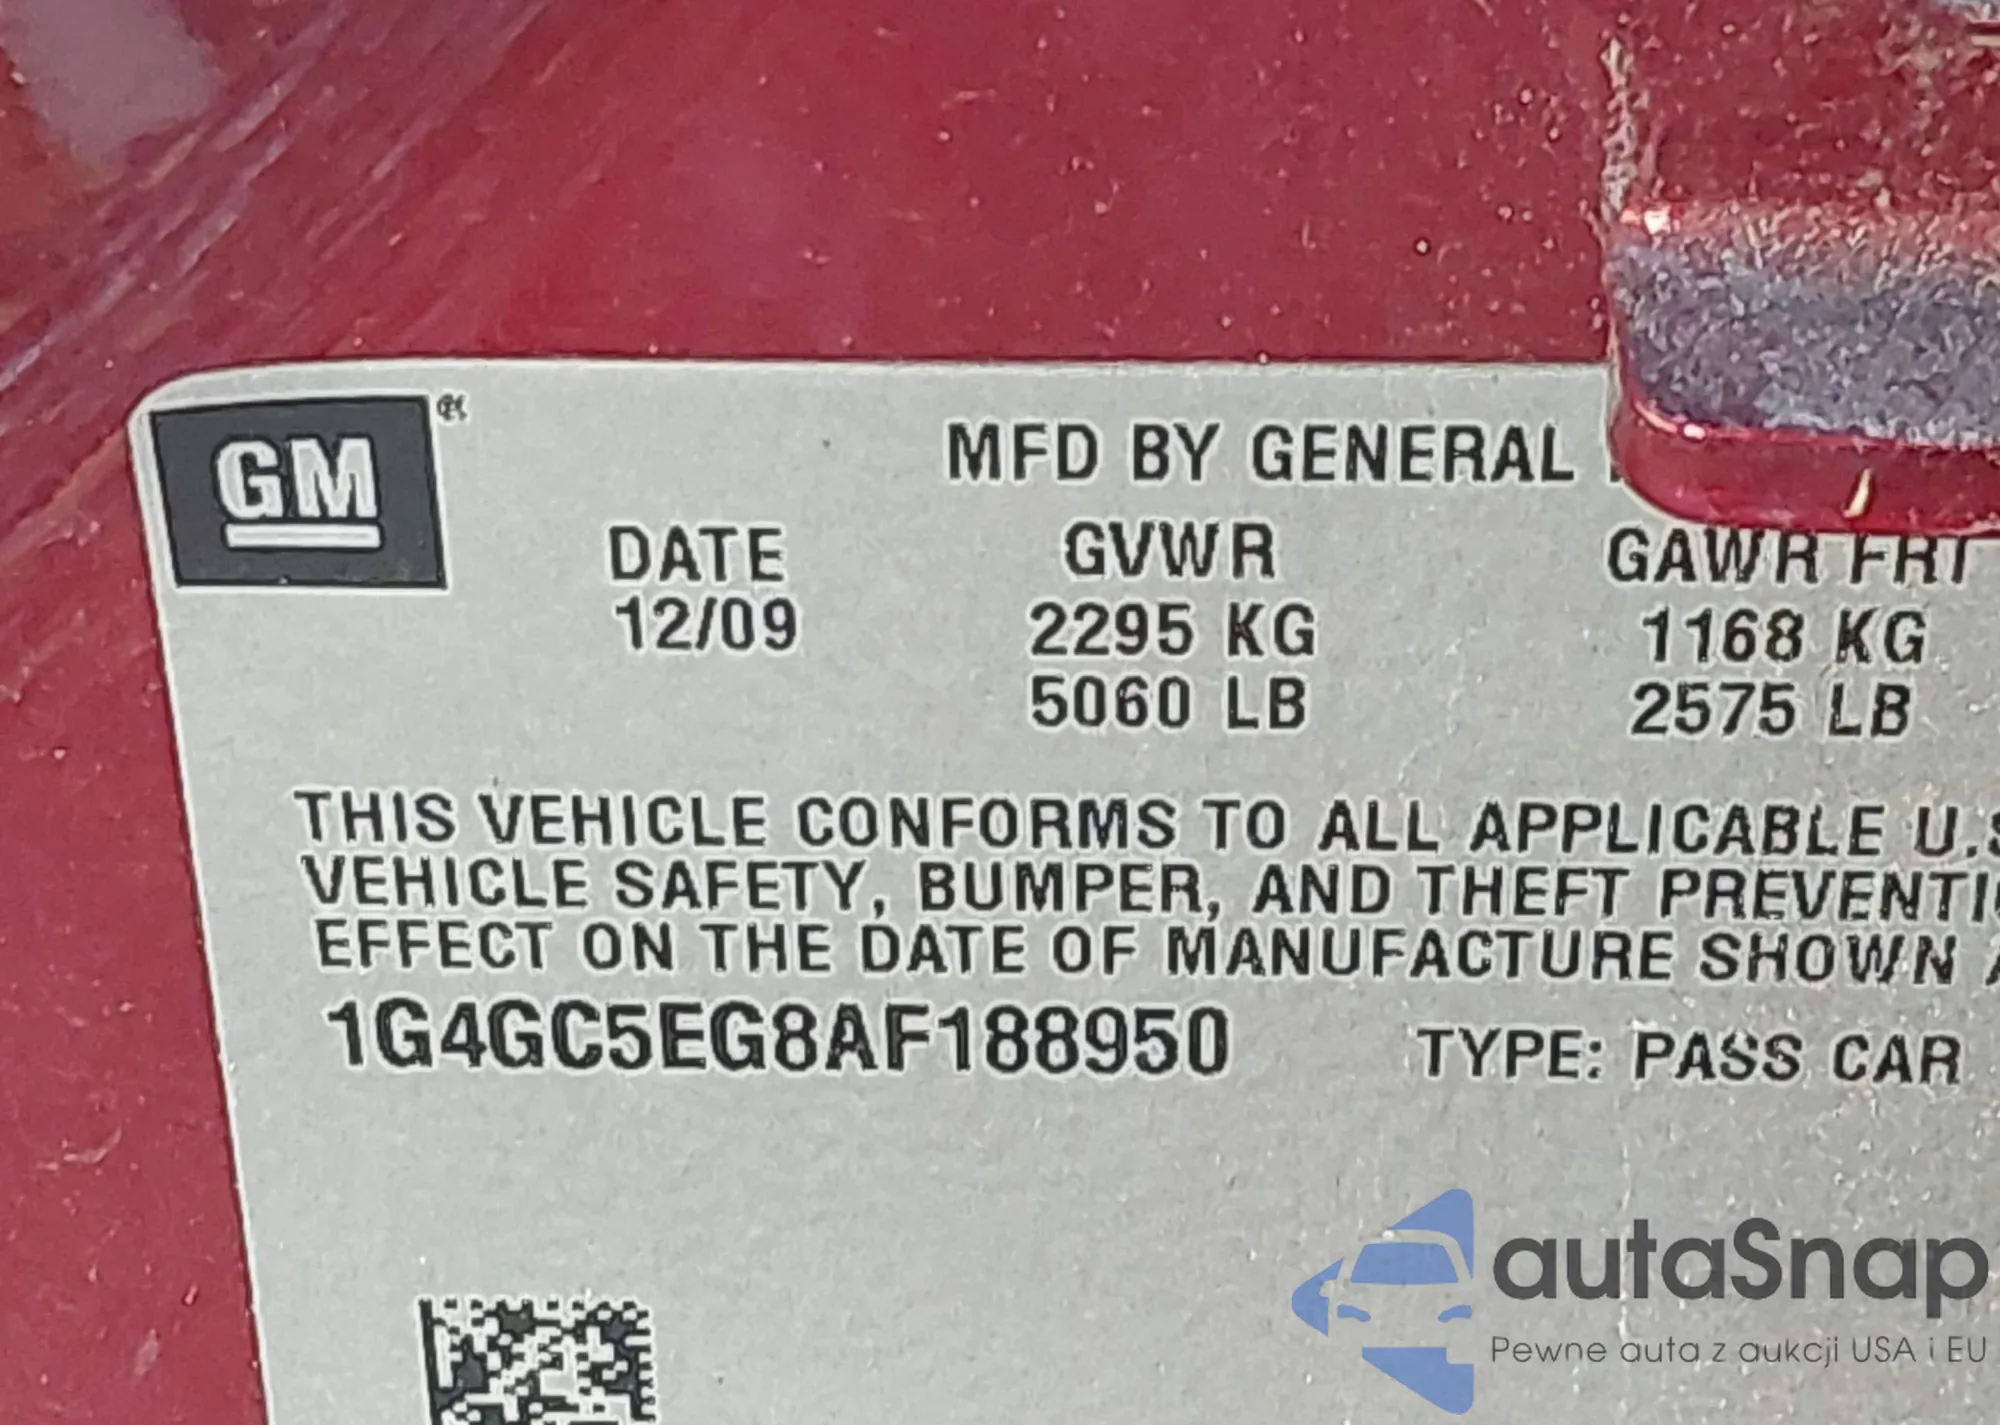 GM
MFD BY GENERAL
DATE GVWR GAWR FRT
12/09 2295 KG 1168 KG
5060 LB 2575 LB
THIS VEHICLE CONFORMS TO ALL APPLICABLE U.S
VEHICLE SAFETY, BUMPER, AND THEFT PREVENTI
EFFECT ON THE DATE OF MANUFACTURE SHOWN
1G4GC5EG8AF188950 TYPE: PASS CAR
autaSnap
Pewne auta z aukcji USA i EU